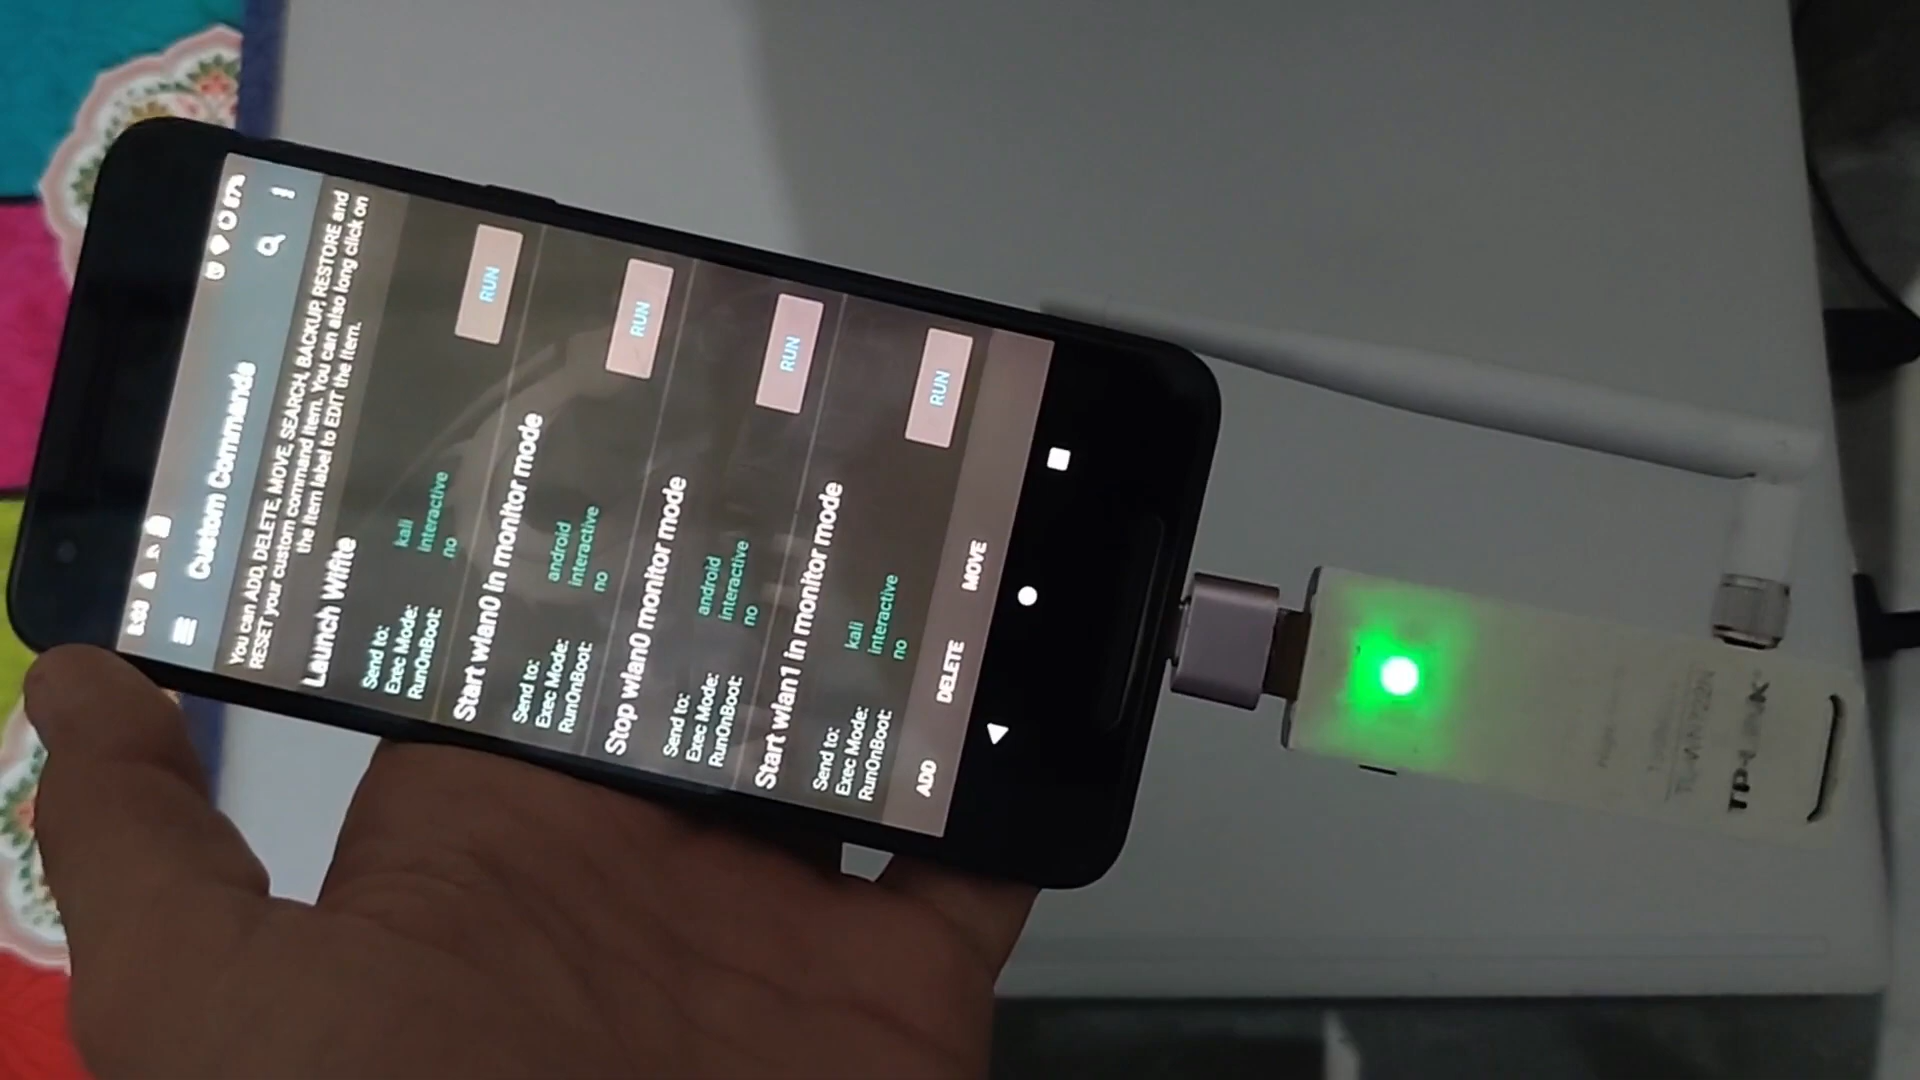 87%
Custom Commands
You can ADD, DELETE, MOVE, SEARCH, BACKUP, RESTORE and
RESET your custom command item. You can also long click on
the item label to EDIT the item.
Launch Wifite
Send to: kali
Exec Mode: interactive
RunOnBoot: no
RUN
Start wlan0 in monitor mode
Send to: android
Exec Mode: interactive
RunOnBoot: no
RUN
Stop wlan0 monitor mode
Send to: android
Exec Mode: interactive
RunOnBoot: no
RUN
Start wlan1 in monitor mode
Send to: kali
Exec Mode: interactive
RunOnBoot: no
RUN
ADD DELETE MOVE
TP-LINK
TL-WN722N